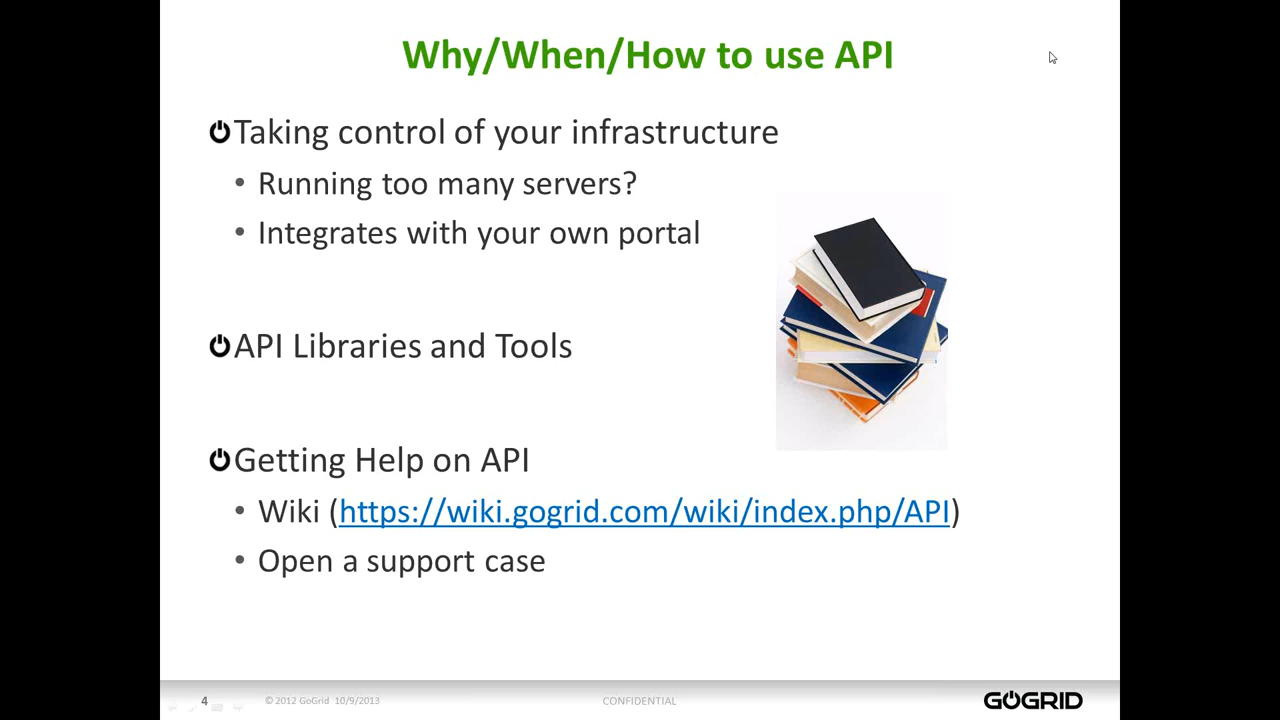 Why/When/How to use API
Taking control of your infrastructure
• Running too many servers?
• Integrates with your own portal
API Libraries and Tools
Getting Help on API
• Wiki (https://wiki.gogrid.com/wiki/index.php/API)
• Open a support case
4 © 2012 GoGrid 10/9/2013 CONFIDENTIAL GOGRID